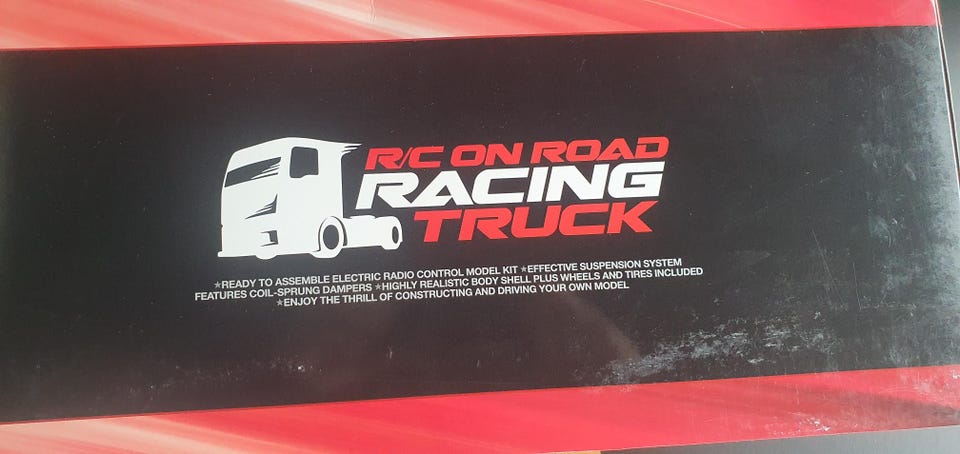 R/C ON ROAD
RACING
TRUCK
★READY TO ASSEMBLE ELECTRIC RADIO CONTROL MODEL KIT ★EFFECTIVE SUSPENSION SYSTEM
FEATURES COIL-SPRUNG DAMPERS ★HIGHLY REALISTIC BODY SHELL PLUS WHEELS AND TIRES INCLUDED
★ENJOY THE THRILL OF CONSTRUCTING AND DRIVING YOUR OWN MODEL